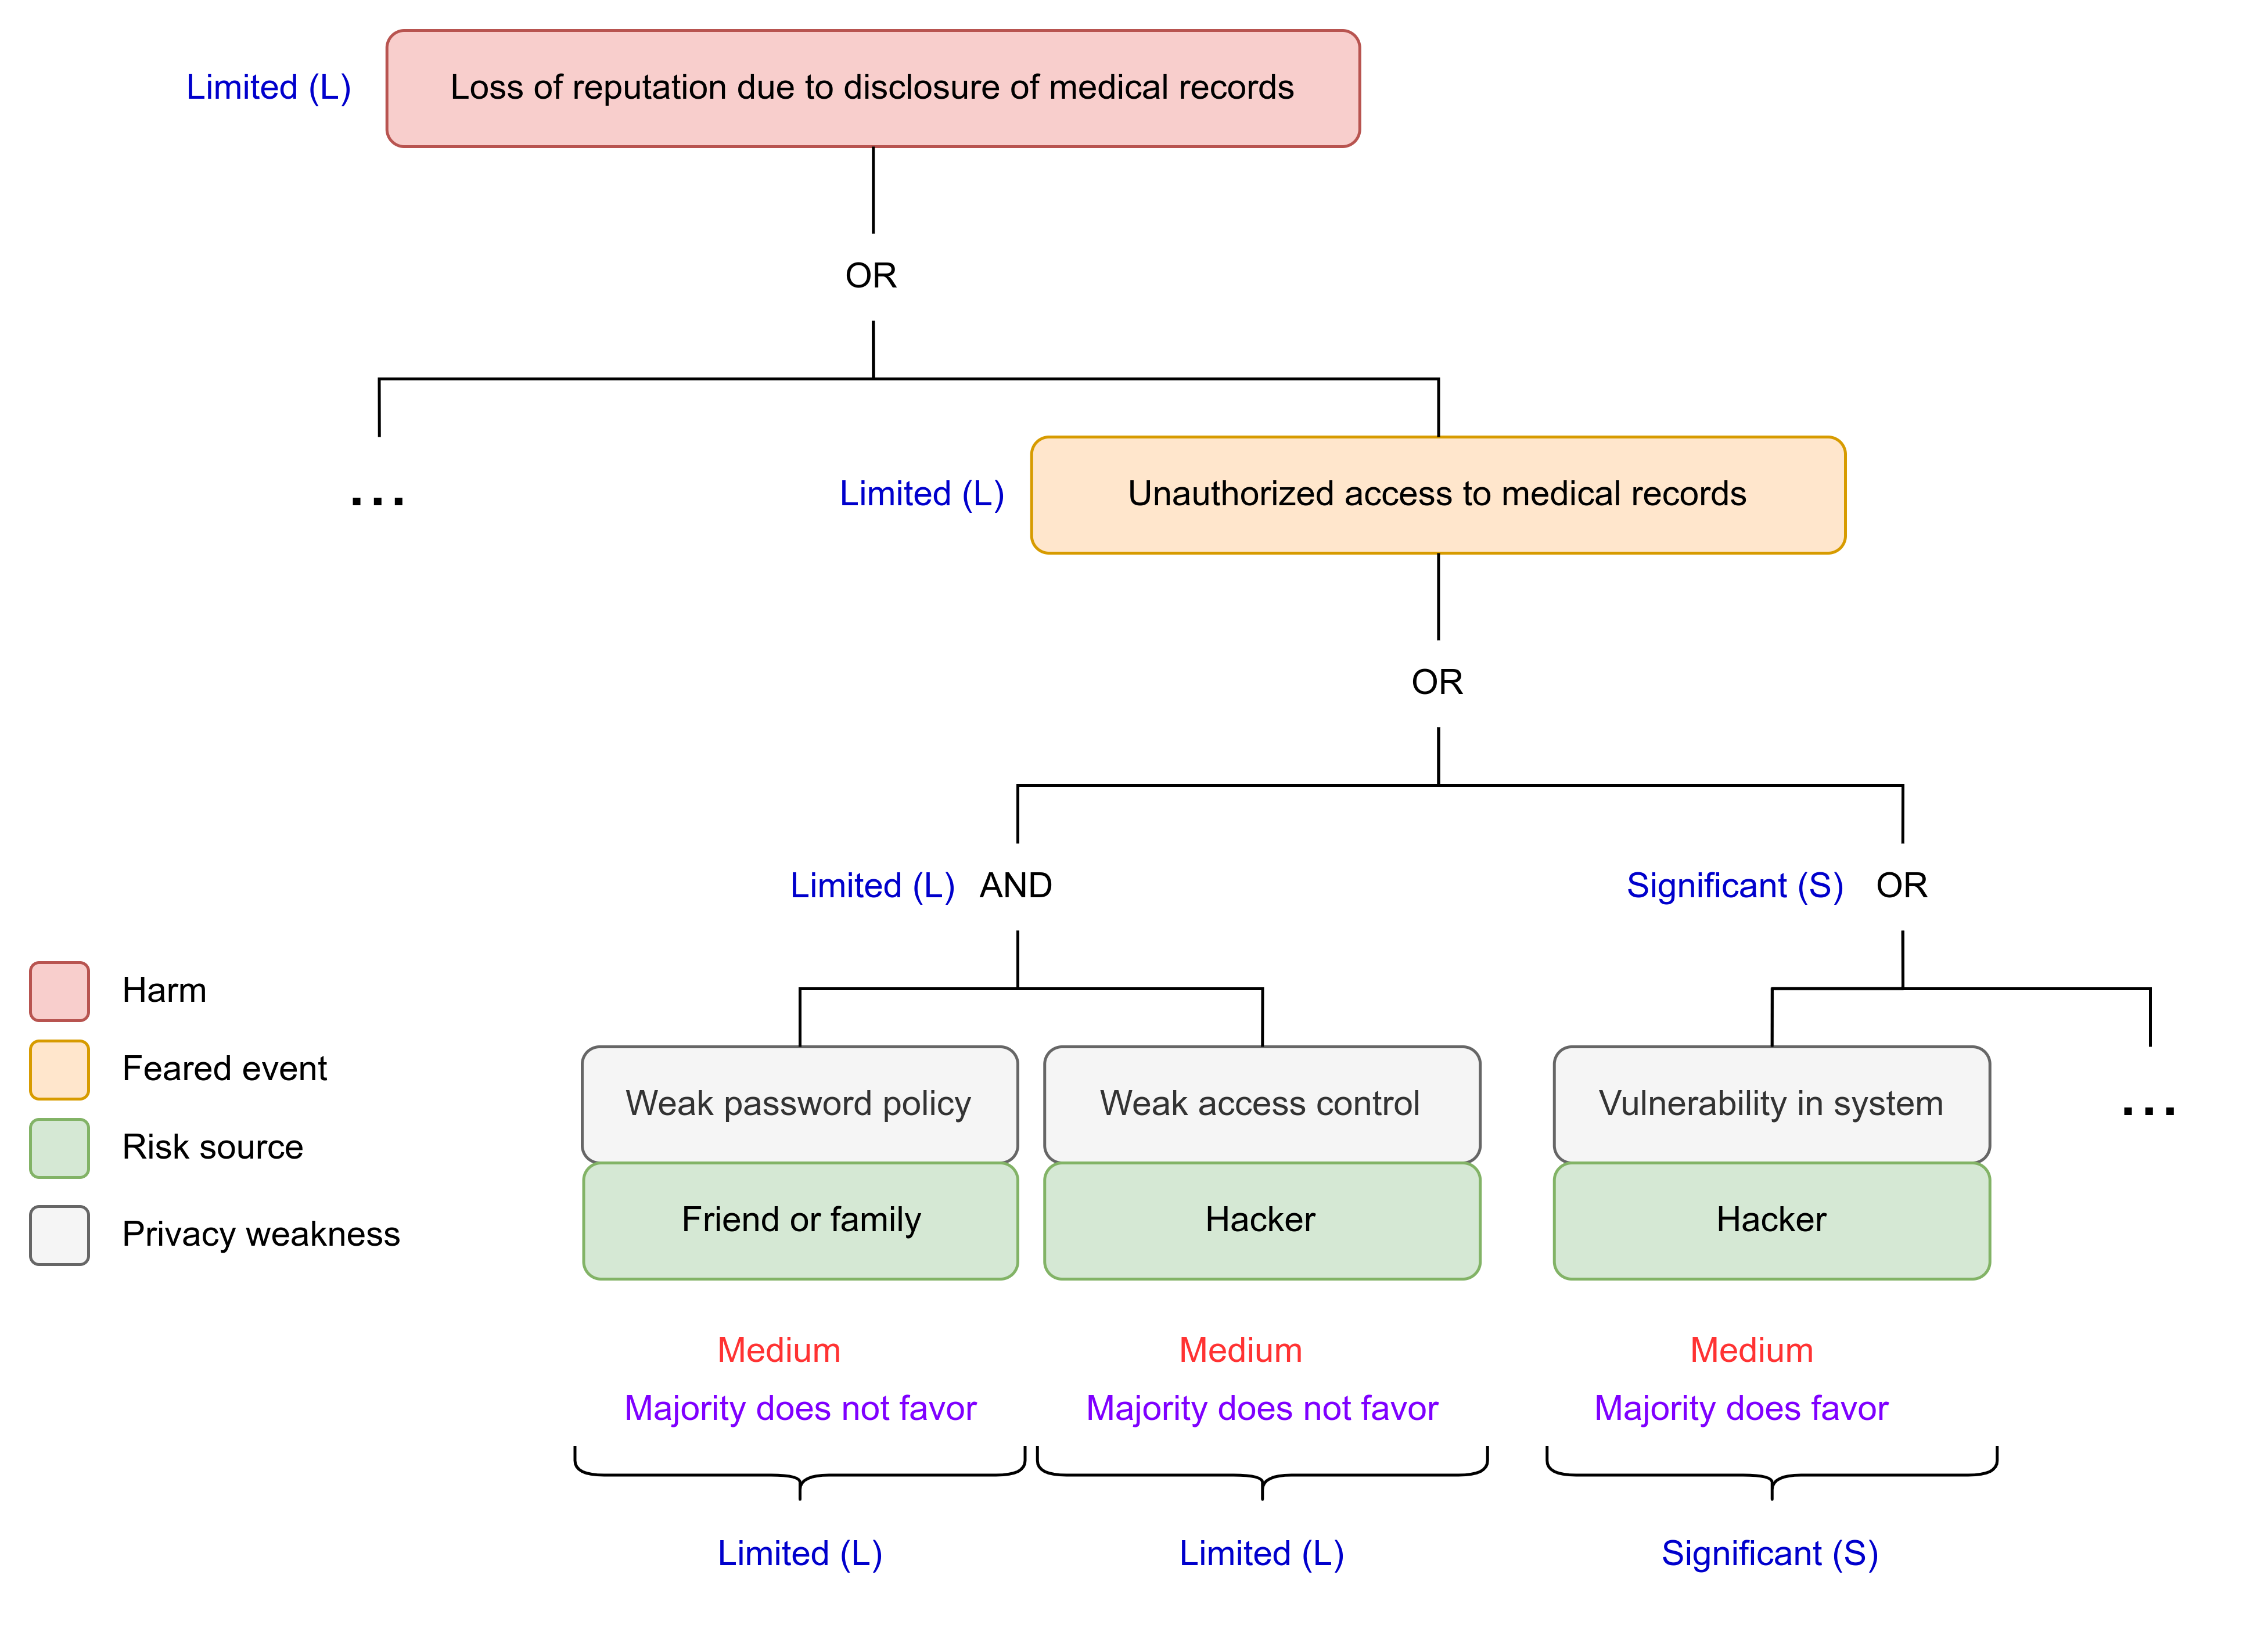 Limited (L)
Loss of reputation due to disclosure of medical records
OR
...
Limited (L)
Unauthorized access to medical records
OR
Limited (L) AND
Significant (S) OR
Harm
Feared event
Risk source
Privacy weakness
Weak password policy
Friend or family
Weak access control
Hacker
Vulnerability in system
Hacker
...
Medium
Majority does not favor
Limited (L)
Medium
Majority does not favor
Limited (L)
Medium
Majority does favor
Significant (S)